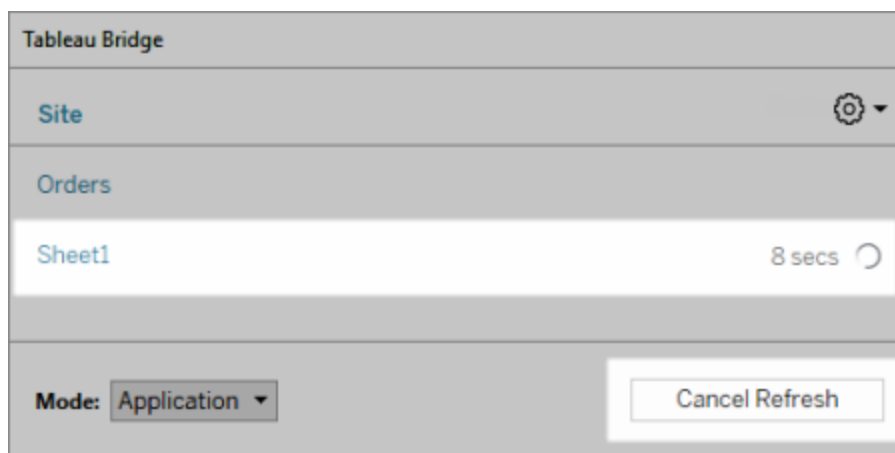 Tableau Bridge
Site
Orders
Sheet1 8 secs
Mode: Application Cancel Refresh